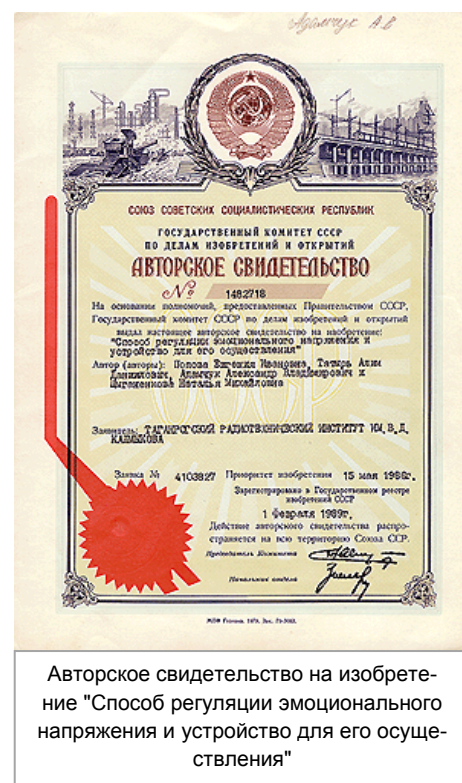 Адамчук А.В
СОЮЗ СОВЕТСКИХ СОЦИАЛИСТИЧЕСКИХ РЕСПУБЛИК
ГОСУДАРСТВЕННЫЙ КОМИТЕТ СССР
ПО ДЕЛАМ ИЗОБРЕТЕНИЙ И ОТКРЫТИЙ
АВТОРСКОЕ СВИДЕТЕЛЬСТВО
№ 1482718
На основании полномочий, предоставленных Правительством СССР,
Государственный комитет СССР по делам изобретений и открытий
выдал настоящее авторское свидетельство на изобретение:
"Способ регуляции эмоционального напряжения и
устройство для его осуществления"
Автор (авторы): Попова Евгения Ивановна, Татарь Алим
Данилович, Адамчук Александр Владимирович и
Наталья Михайловна
Заявитель: ТАГАНРОГСКИЙ РАДИОТЕХНИЧЕСКИЙ ИНСТИТУТ ИМ. В.Д.
КАЛМЫКОВА
Заявка № 4103827 Приоритет изобретения 15 мая 1986г.
Зарегистрировано в Государственном реестре
изобретений СССР
1 февраля 1989г.
Действие авторского свидетельства распро-
страняется на всю территорию Союза ССР.
Председатель Комитета
Начальник отдела
Авторское свидетельство на изобрете-
ние "Способ регуляции эмоционального
напряжения и устройство для его осуще-
ствления"